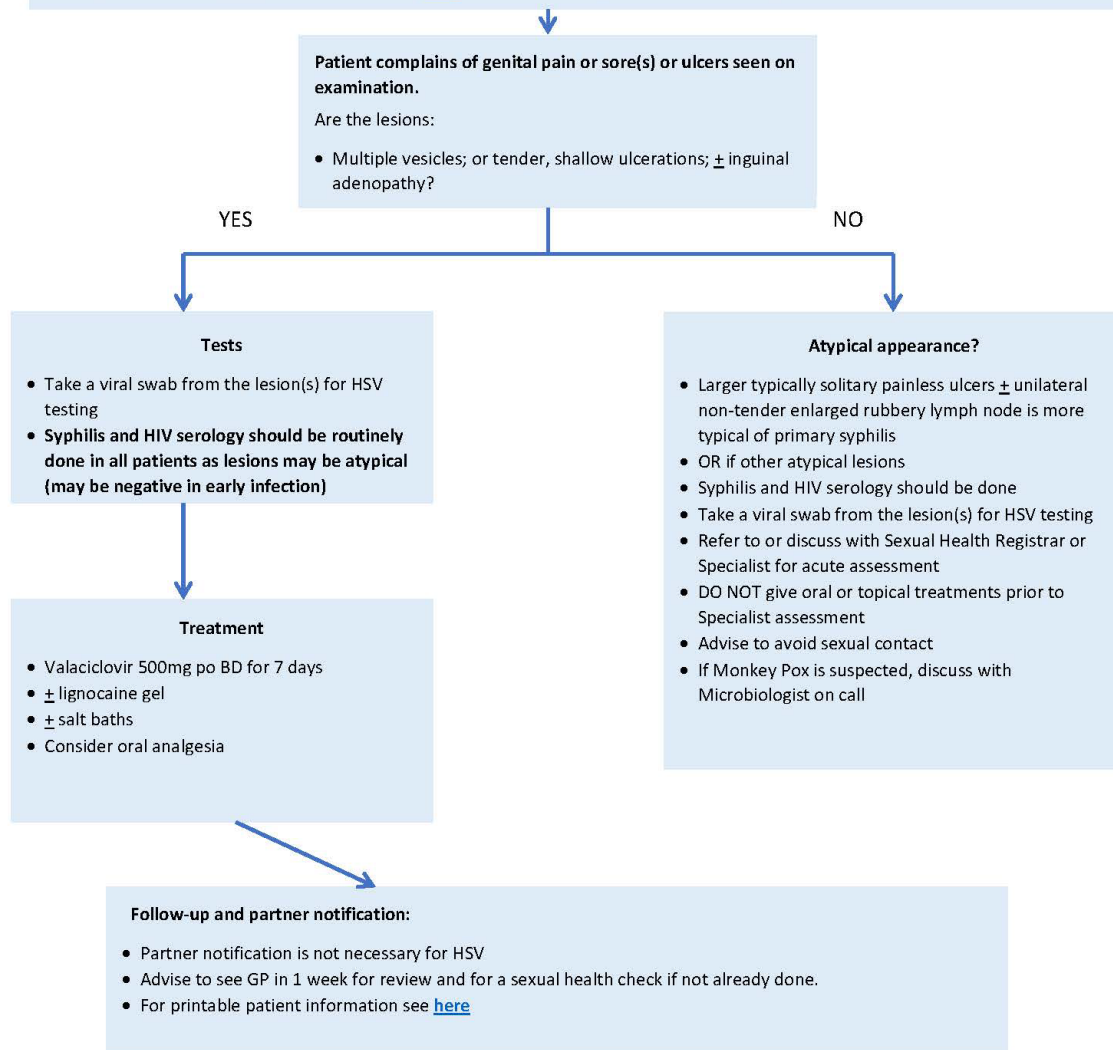 Patient complains of genital pain or sore(s) or ulcers seen on
examination.
Are the lesions:
• Multiple vesicles; or tender, shallow ulcerations; ± inguinal
adenopathy?
YES
NO
Tests
• Take a viral swab from the lesion(s) for HSV
testing
• Syphilis and HIV serology should be routinely
done in all patients as lesions may be atypical
(may be negative in early infection)
Atypical appearance?
• Larger typically solitary painless ulcers ± unilateral
non-tender enlarged rubbery lymph node is more
typical of primary syphilis
• OR if other atypical lesions
• Syphilis and HIV serology should be done
• Take a viral swab from the lesion(s) for HSV testing
• Refer to or discuss with Sexual Health Registrar or
Specialist for acute assessment
• DO NOT give oral or topical treatments prior to
Specialist assessment
• Advise to avoid sexual contact
• If Monkey Pox is suspected, discuss with
Microbiologist on call
Treatment
• Valaciclovir 500mg po BD for 7 days
• ± lignocaine gel
• ± salt baths
• Consider oral analgesia
Follow-up and partner notification:
• Partner notification is not necessary for HSV
• Advise to see GP in 1 week for review and for a sexual health check if not already done.
• For printable patient information see here